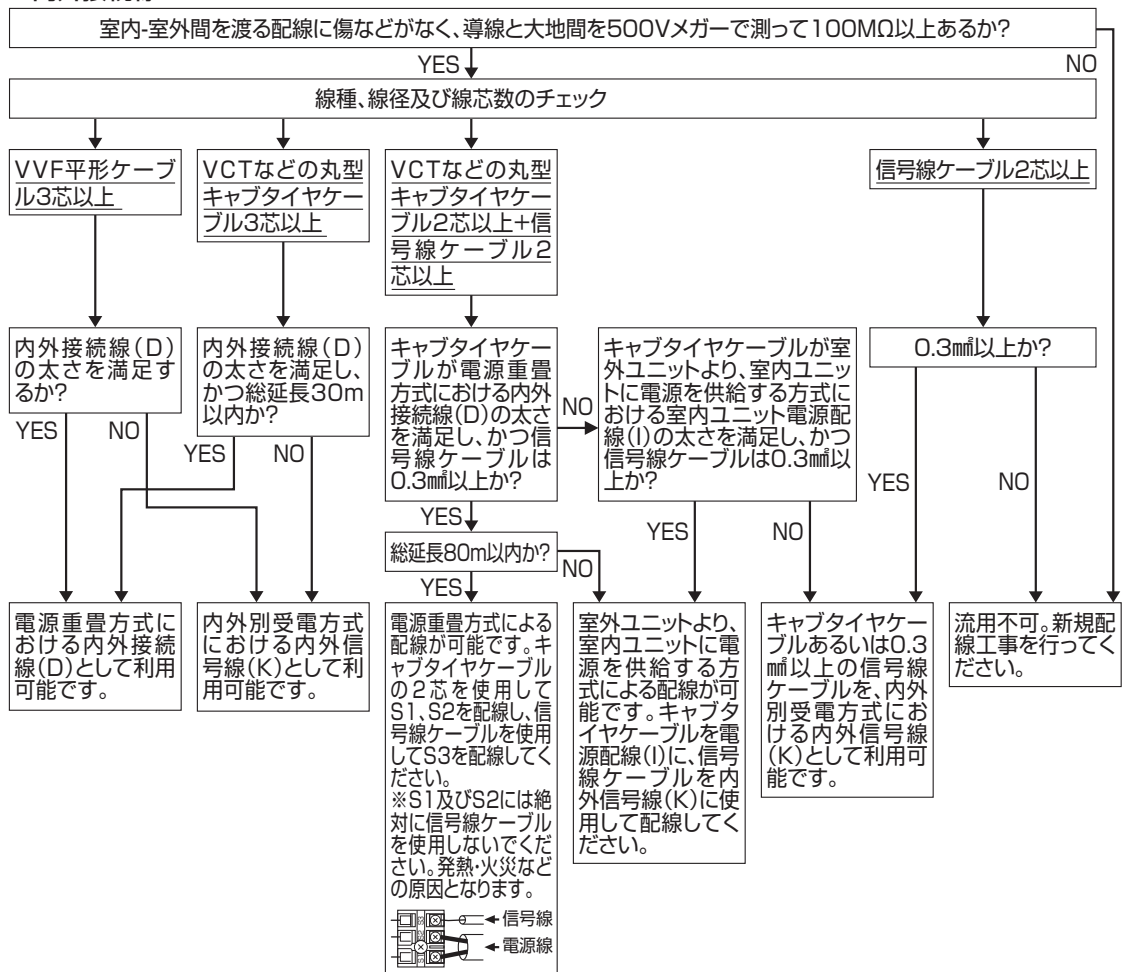 室内-室外間を渡る配線に傷などがなく、導線と大地間を500Vメガーで測って100MΩ以上あるか?
YES
NO
線種、線径及び線芯数のチェック
VVF平形ケーブ
ル3芯以上
VCTなどの丸型
キャブタイヤケー
ブル3芯以上
VCTなどの丸型
キャブタイヤケー
ブル2芯以上+信
号線ケーブル2
芯以上
信号線ケーブル2芯以上
内外接続線(D)
の太さを満足す
るか?
内外接続線(D)
の太さを満足し、
かつ総延長30m
以内か?
キャブタイヤケー
ブルが電源重畳
方式における内外
接続線(D)の太さ
を満足し、かつ信
号線ケーブルは
0.3㎟以上か?
NO
キャブタイヤケーブルが室
外ユニットより、室内ユニッ
トに電源を供給する方式に
おける室内ユニット電源配
線(I)の太さを満足し、かつ
信号線ケーブルは0.3㎟以
上か?
0.3㎟以上か?
YES
NO
YES
NO
YES
NO
YES
NO
YES
総延長80m以内か?
NO
YES
電源重畳方式に
おける内外接続
線(D)として利用
可能です。
内外別受電方式
における内外信
号線(K)として利
用可能です。
電源重畳方式による
配線が可能です。キ
ャブタイヤケーブル
の2芯を使用して
S1、S2を配線し、信
号線ケーブルを使用
してS3を配線してく
ださい。
※S1及びS2には絶
対に信号線ケーブル
を使用しないでくだ
さい。発熱・火災など
の原因となります。
信号線
電源線
室外ユニットより、
室内ユニットに電
源を供給する方
式による配線が可
能です。キャブタ
イヤケーブルを電
源配線(I)に、信号
線ケーブルを内
外信号線(K)に使
用して配線してく
ださい。
キャブタイヤケー
ブルあるいは0.3
㎟以上の信号線
ケーブルを、内外
別受電方式にお
ける内外信号線
(K)として利用可
能です。
流用不可。新規配
線工事を行ってく
ださい。